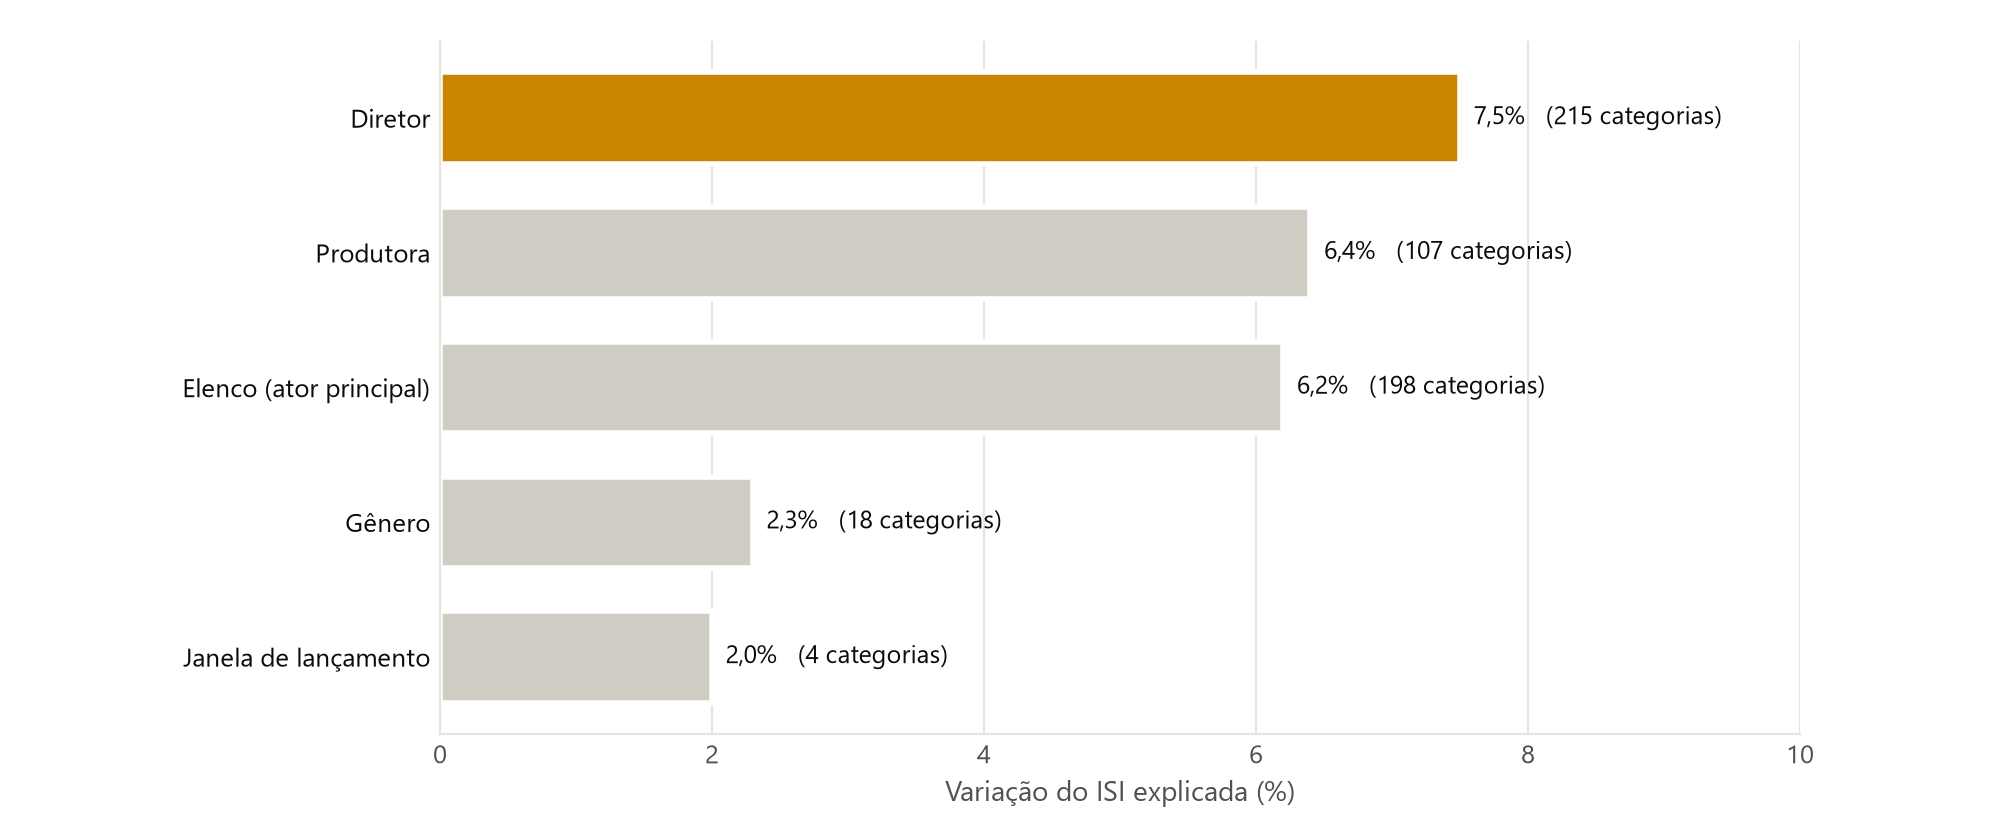 Diretor
7,5% (215 categorias)
Produtora
6,4% (107 categorias)
Elenco (ator principal)
6,2% (198 categorias)
Gênero
2,3% (18 categorias)
Janela de lançamento
2,0% (4 categorias)
0 2 4 6 8 10
Variação do ISI explicada (%)